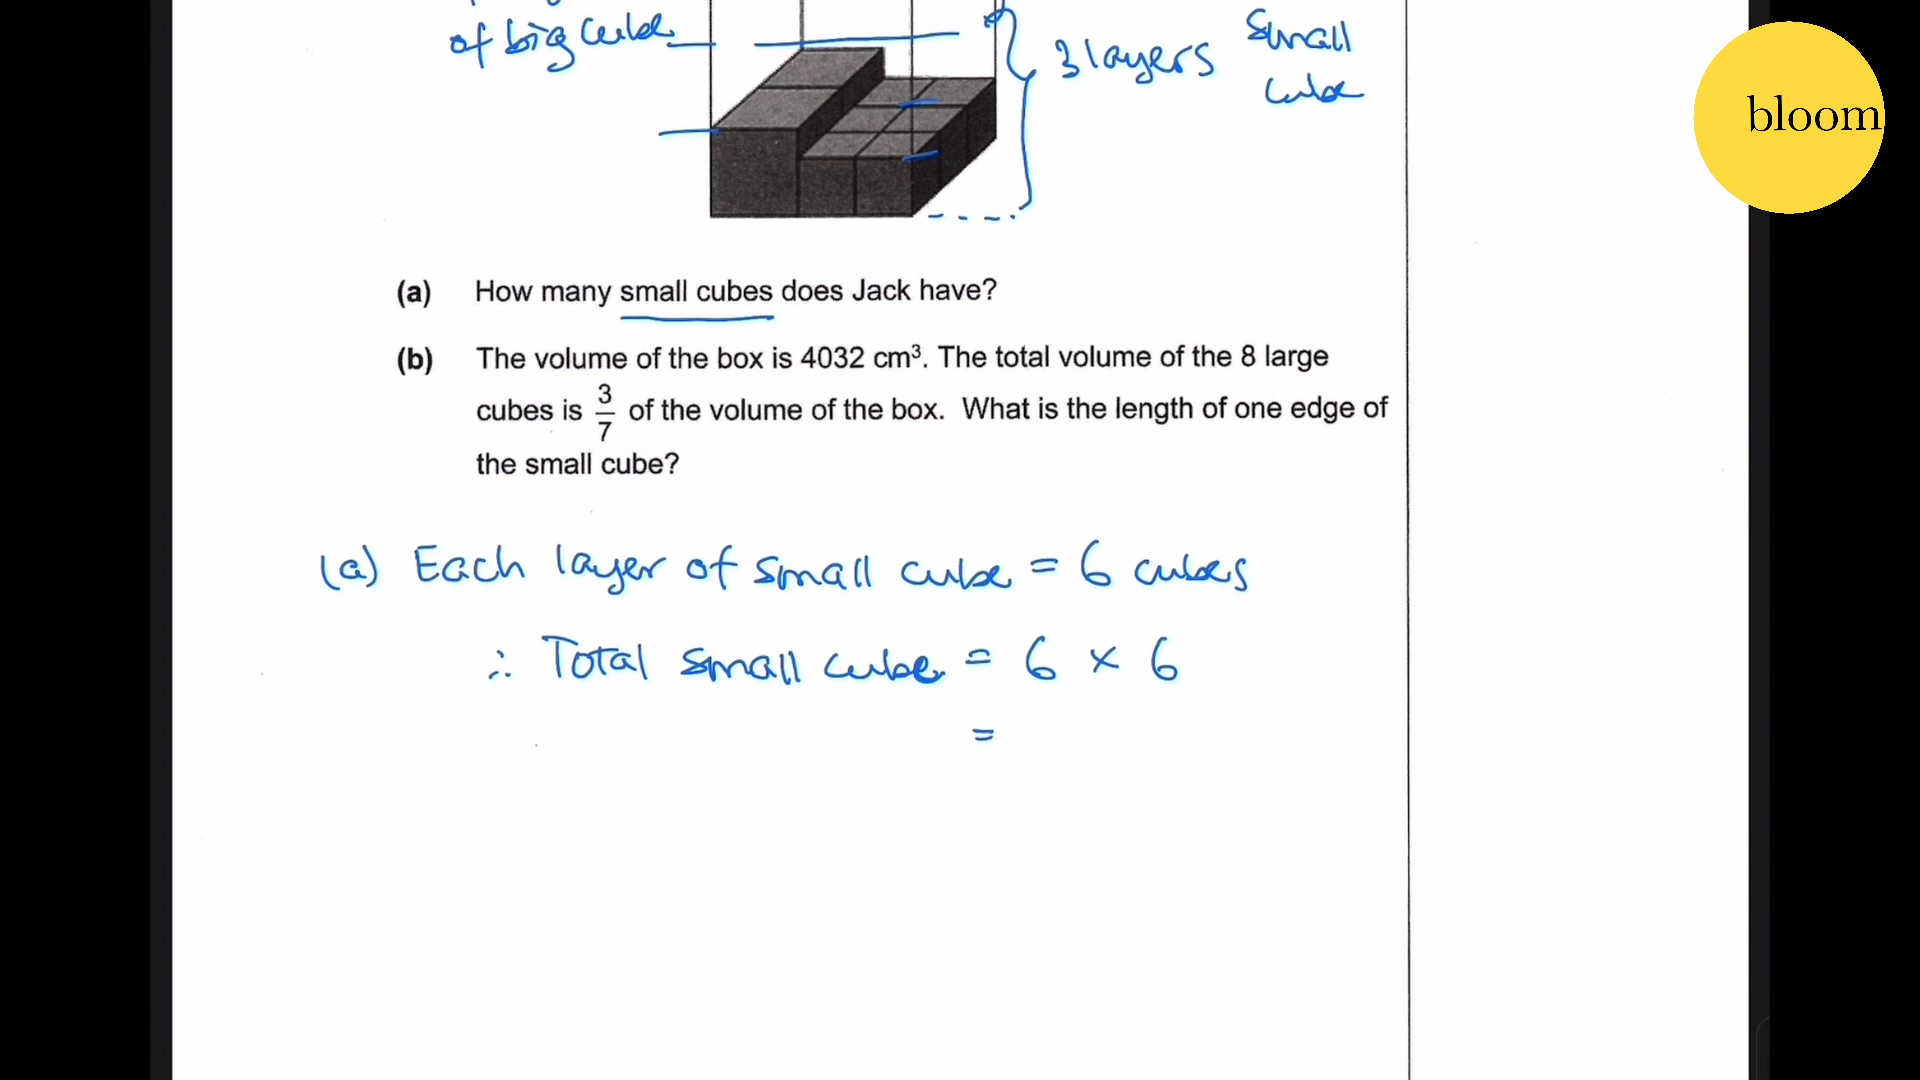 of big cube
3 layers
small
cube
bloom
(a) How many small cubes does Jack have?
(b) The volume of the box is 4032 cm³. The total volume of the 8 large
cubes is 3/7 of the volume of the box. What is the length of one edge of
the small cube?
(a) Each layer of small cube = 6 cubes
∴ Total small cube = 6 × 6
=